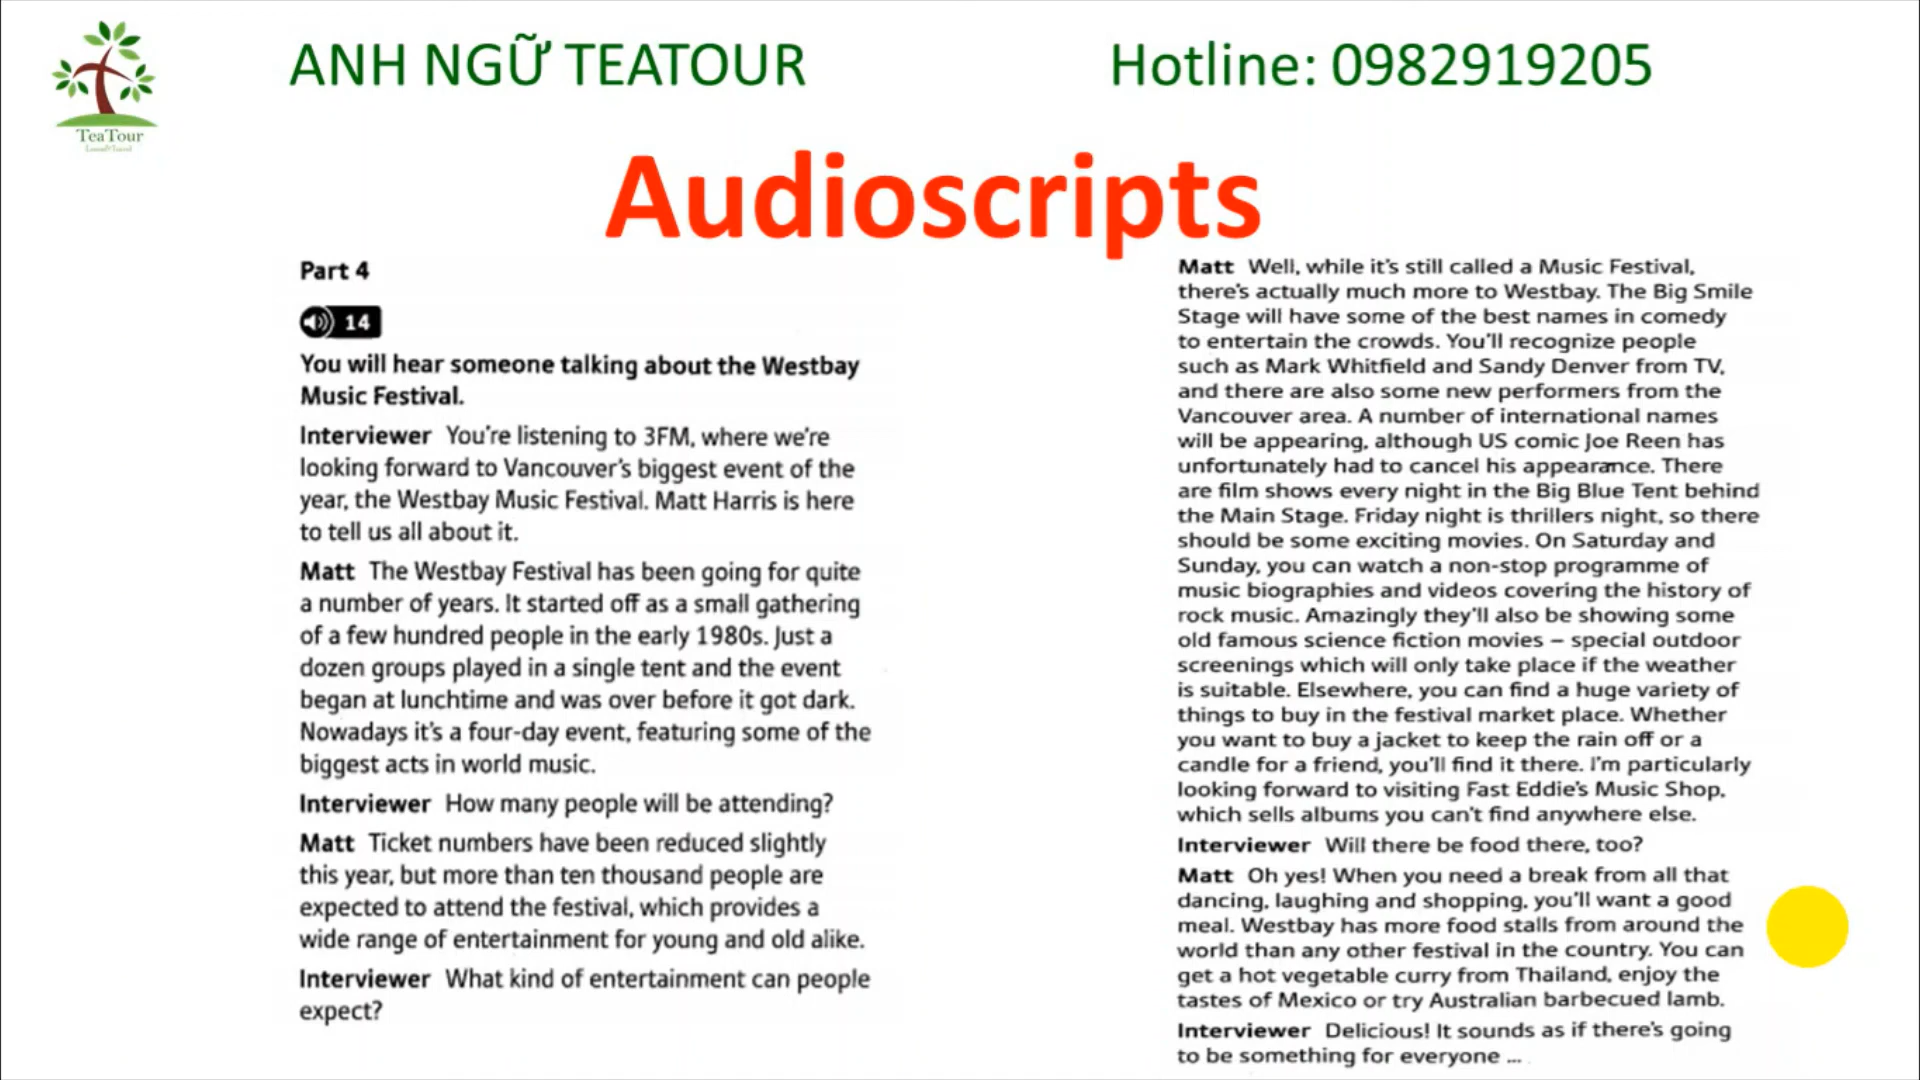 TeaTour
ANH NGỮ TEATOUR
Hotline: 0982919205
Audioscripts
Part 4
14
You will hear someone talking about the Westbay
Music Festival.
Interviewer You're listening to 3FM, where we're
looking forward to Vancouver's biggest event of the
year, the Westbay Music Festival. Matt Harris is here
to tell us all about it.
Matt The Westbay Festival has been going for quite
a number of years. It started off as a small gathering
of a few hundred people in the early 1980s. Just a
dozen groups played in a single tent and the event
began at lunchtime and was over before it got dark.
Nowadays it's a four-day event, featuring some of the
biggest acts in world music.
Interviewer How many people will be attending?
Matt Ticket numbers have been reduced slightly
this year, but more than ten thousand people are
expected to attend the festival, which provides a
wide range of entertainment for young and old alike.
Interviewer What kind of entertainment can people
expect?
Matt Well, while it's still called a Music Festival,
there's actually much more to Westbay. The Big Smile
Stage will have some of the best names in comedy
to entertain the crowds. You'll recognize people
such as Mark Whitfield and Sandy Denver from TV,
and there are also some new performers from the
Vancouver area. A number of international names
will be appearing, although US comic Joe Reen has
unfortunately had to cancel his appearance. There
are film shows every night in the Big Blue Tent behind
the Main Stage. Friday night is thrillers night, so there
should be some exciting movies. On Saturday and
Sunday, you can watch a non-stop programme of
music biographies and videos covering the history of
rock music. Amazingly they'll also be showing some
old famous science fiction movies – special outdoor
screenings which will only take place if the weather
is suitable. Elsewhere, you can find a huge variety of
things to buy in the festival market place. Whether
you want to buy a jacket to keep the rain off or a
candle for a friend, you'll find it there. I'm particularly
looking forward to visiting Fast Eddie's Music Shop,
which sells albums you can't find anywhere else.
Interviewer Will there be food there, too?
Matt Oh yes! When you need a break from all that
dancing, laughing and shopping, you'll want a good
meal. Westbay has more food stalls from around the
world than any other festival in the country. You can
get a hot vegetable curry from Thailand, enjoy the
tastes of Mexico or try Australian barbecued lamb.
Interviewer Delicious! It sounds as if there's going
to be something for everyone ...